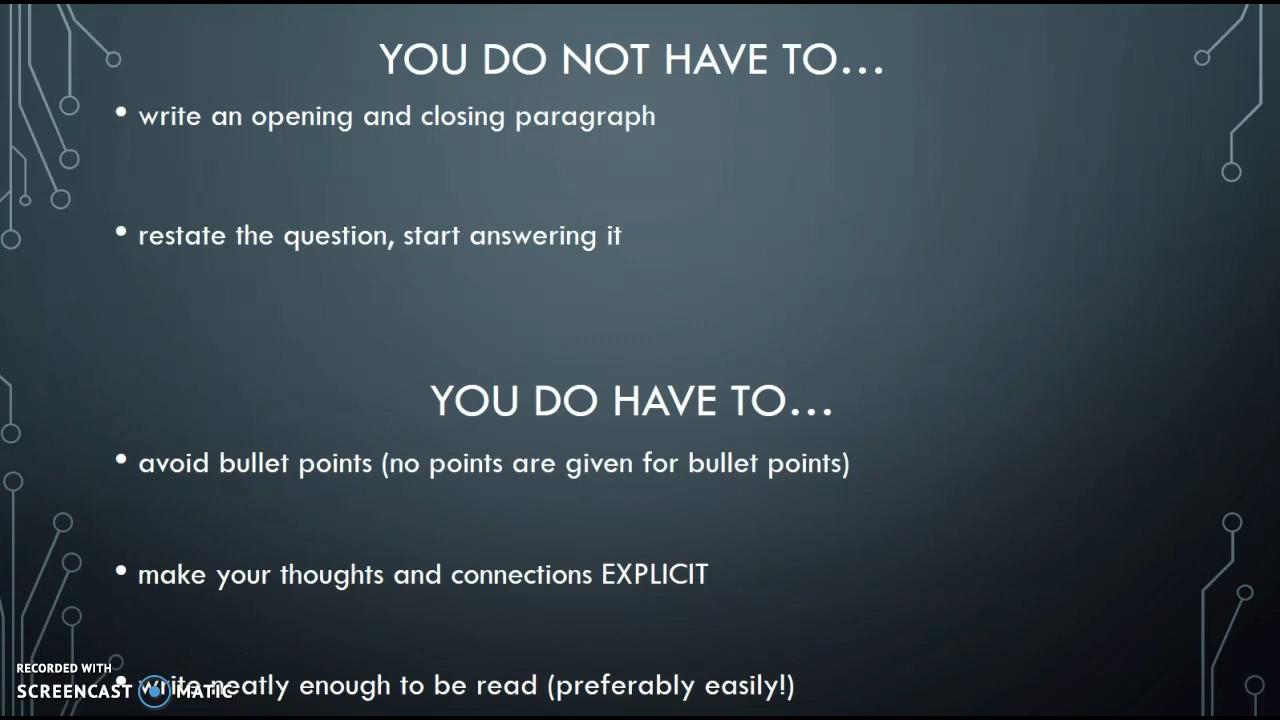 YOU DO NOT HAVE TO...
• write an opening and closing paragraph
• restate the question, start answering it
YOU DO HAVE TO...
• avoid bullet points (no points are given for bullet points)
• make your thoughts and connections EXPLICIT
• write neatly enough to be read (preferably easily!)
RECORDED WITH
SCREENCAST MATIC